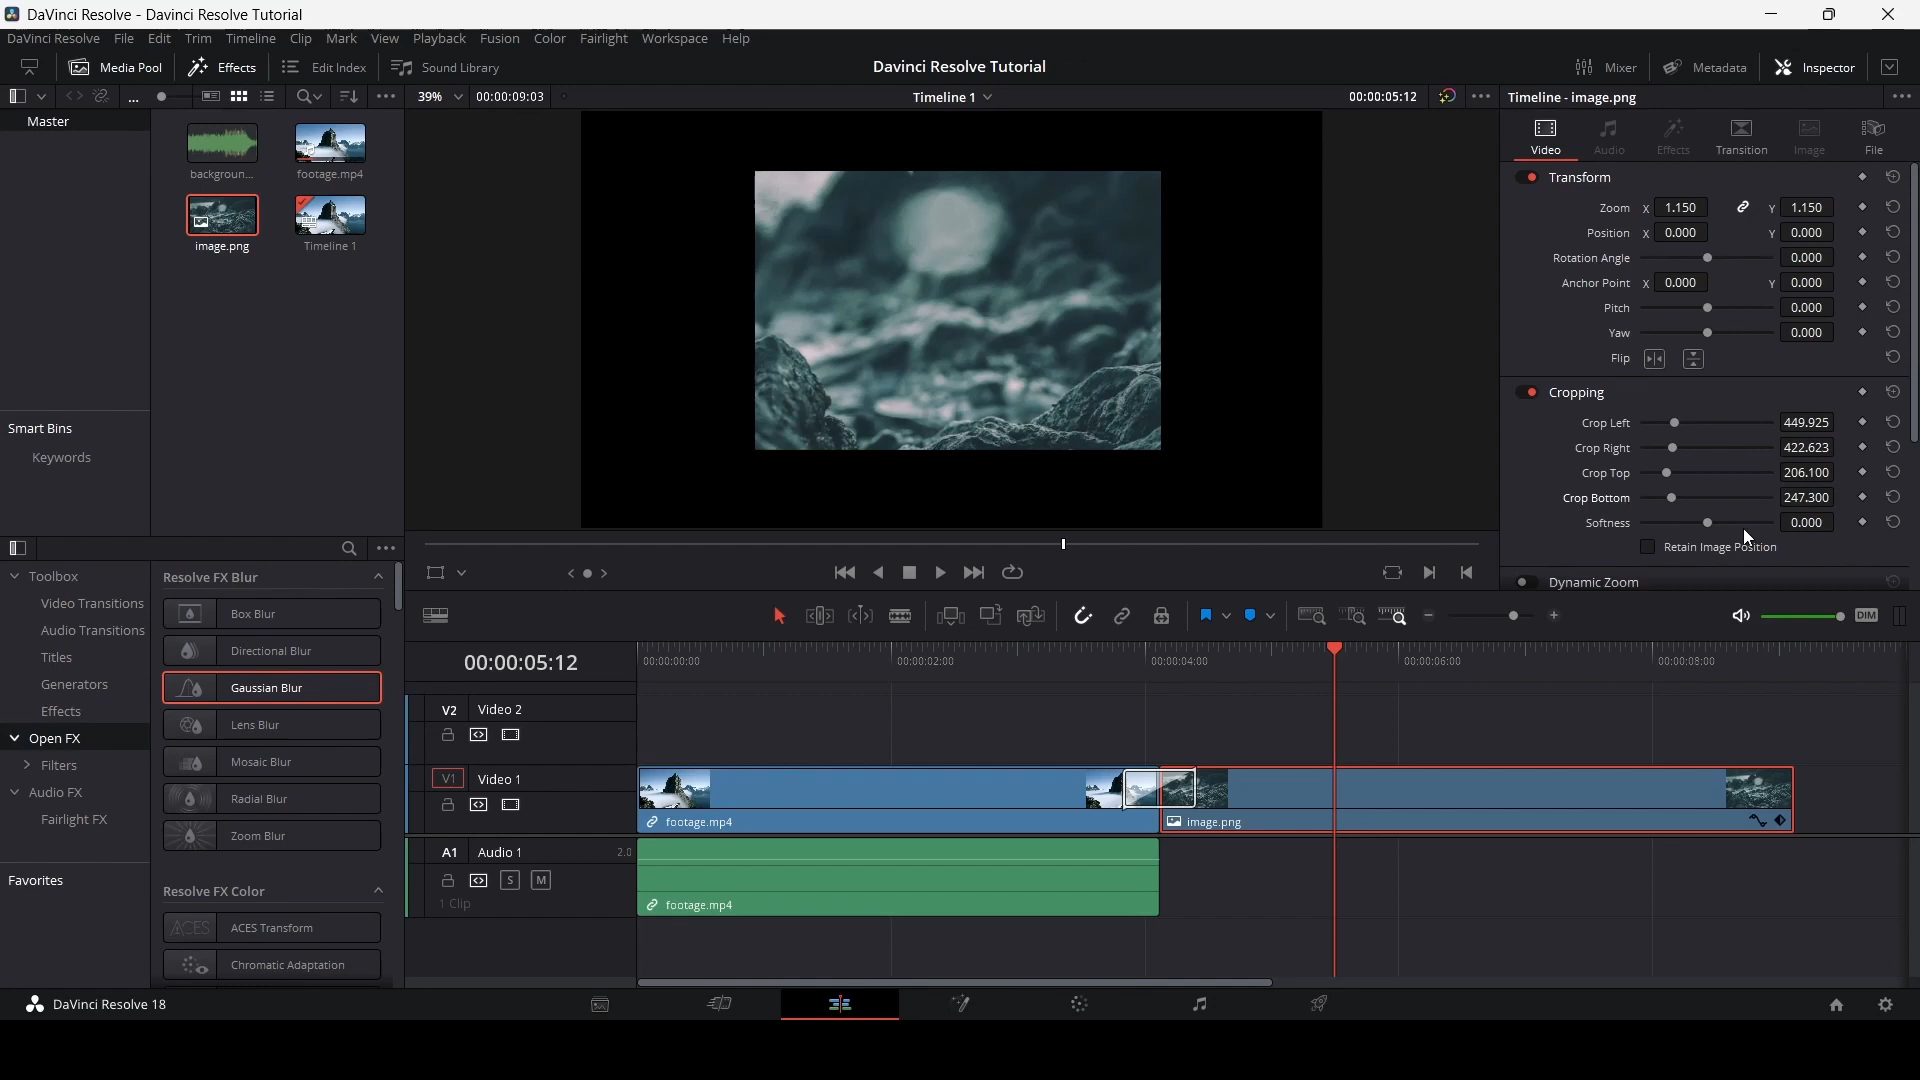 DaVinci Resolve - Davinci Resolve Tutorial
DaVinci Resolve File Edit Trim Timeline Clip Mark View Playback Fusion Color Fairlight Workspace Help
Media Pool Effects Edit Index Sound Library Davinci Resolve Tutorial Mixer Metadata Inspector
... 39% 00:00:09:03 Timeline 1 00:00:05:12 Timeline - image.png
Master
backgroun... footage.mp4
image.png Timeline 1
Smart Bins
Keywords
Video Audio Effects Transition Image File
Transform
Zoom X 1.150 Y 1.150
Position X 0.000 Y 0.000
Rotation Angle 0.000
Anchor Point X 0.000 Y 0.000
Pitch 0.000
Yaw 0.000
Flip
Cropping
Crop Left 449.925
Crop Right 422.623
Crop Top 206.100
Crop Bottom 247.300
Softness 0.000
Retain Image Position
Dynamic Zoom
Toolbox
Video Transitions
Audio Transitions
Titles
Generators
Effects
Open FX
Filters
Audio FX
Fairlight FX
Favorites
Resolve FX Blur
Box Blur
Directional Blur
Gaussian Blur
Lens Blur
Mosaic Blur
Radial Blur
Zoom Blur
Resolve FX Color
ACES ACES Transform
Chromatic Adaptation
DIM
00:00:05:12 00:00:00:00 00:00:02:00 00:00:04:00 00:00:06:00 00:00:08:00
V2 Video 2
V1 Video 1
footage.mp4 image.png
A1 Audio 1 2.0
S M
1 Clip footage.mp4
DaVinci Resolve 18